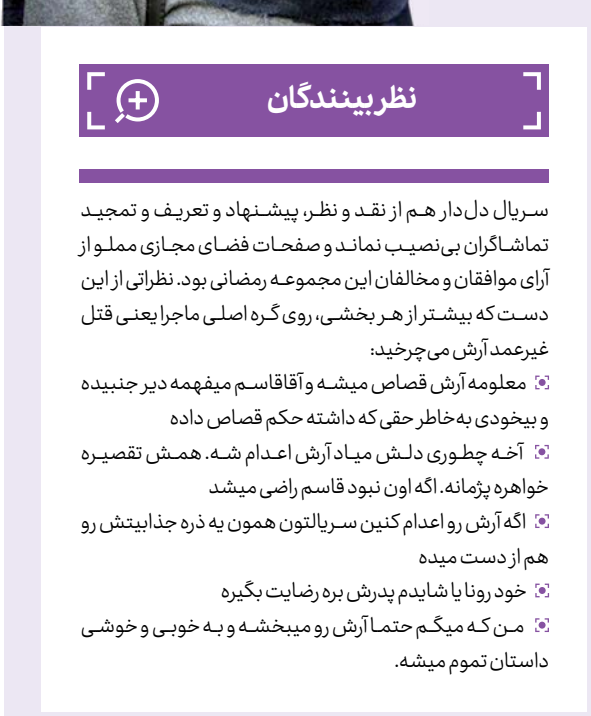 نظر بینندگان
سریال دل‌دار هم از نقد و نظر، پیشنهاد و تعریف و تمجید
تماشاگران بی‌نصیب نماند و صفحات فضای مجازی مملو از
آرای موافقان و مخالفان این مجموعه رمضانی بود. نظراتی از این
دست که بیشتر از هر بخشی، روی گره اصلی ماجرا یعنی قتل
غیرعمد آرش می‌چرخید:
معلومه آرش قصاص میشه و آقاقاسم میفهمه دیر جنبیده
و بیخودی به‌خاطر حقی که داشته حکم قصاص داده
آخه چطوری دلش میاد آرش اعدام شه. همش تقصیره
خواهره پژمانه. اگه اون نبود قاسم راضی میشد
اگه آرش رو اعدام کنین سریالتون همون یه ذره جذابیتش رو
هم از دست میده
خود رونا یا شایدم پدرش بره رضایت بگیره
من که میگم حتما آرش رو میبخشه و به خوبی و خوشی
داستان تموم میشه.